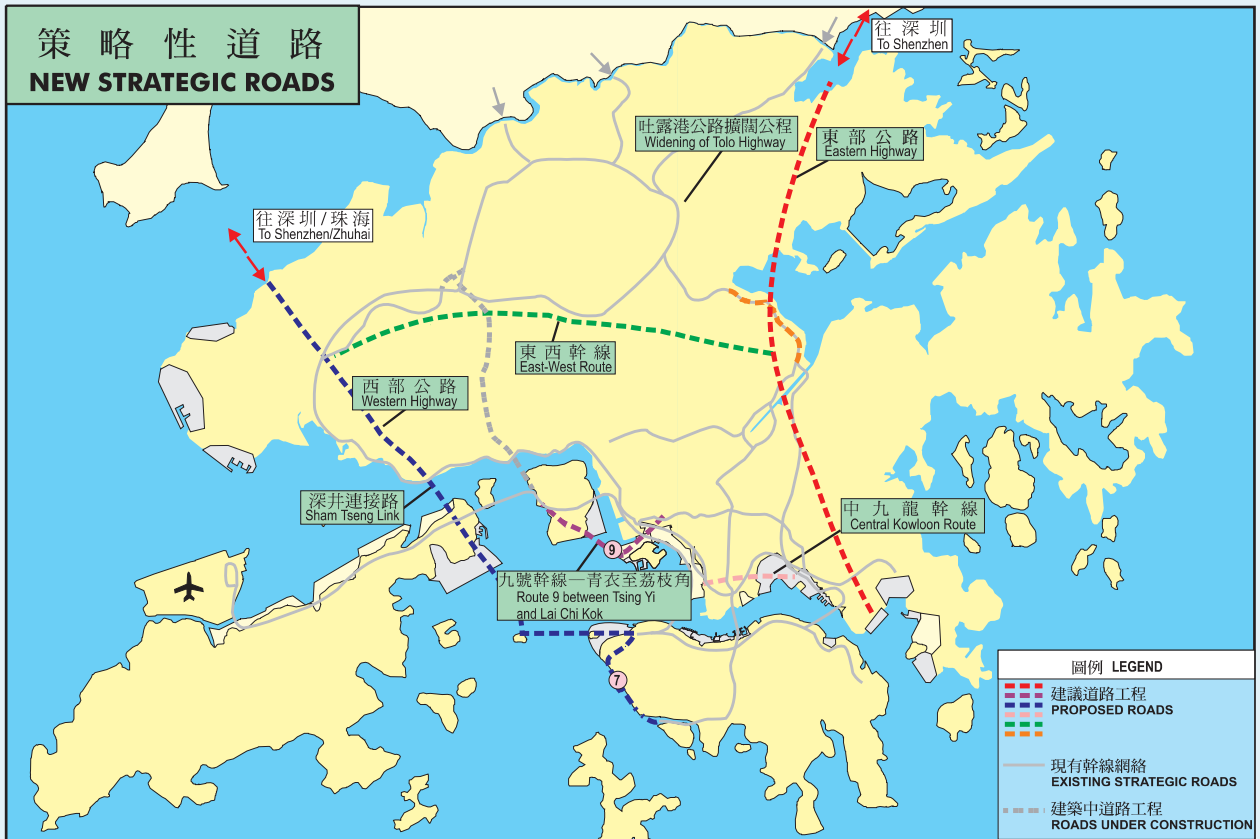 策略性道路
NEW STRATEGIC ROADS
往深圳
To Shenzhen
吐露港公路擴闊公程
Widening of Tolo Highway
東部公路
Eastern Highway
往深圳/珠海
To Shenzhen/Zhuhai
東西幹線
East-West Route
西部公路
Western Highway
深井連接路
Sham Tseng Link
中九龍幹線
Central Kowloon Route
9
九號幹線—青衣至荔枝角
Route 9 between Tsing Yi
and Lai Chi Kok
7
圖例 LEGEND
建議道路工程
PROPOSED ROADS
現有幹線網絡
EXISTING STRATEGIC ROADS
建築中道路工程
ROADS UNDER CONSTRUCTION